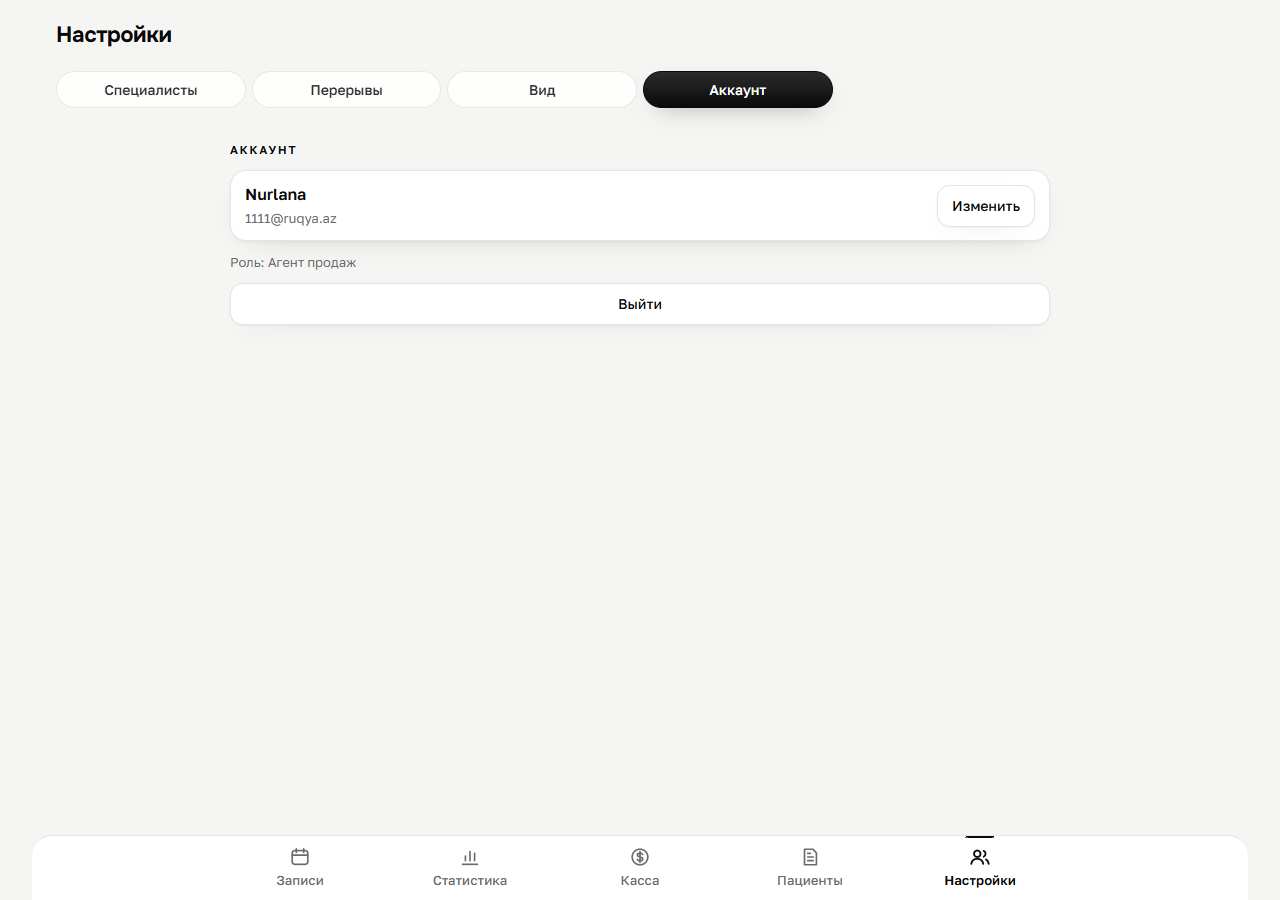 Настройки
Специалисты
Перерывы
Вид
Аккаунт
АККАУНТ
Nurlana
1111@ruqya.az
Изменить
Роль: Агент продаж
Выйти
Записи
Статистика
Касса
Пациенты
Настройки